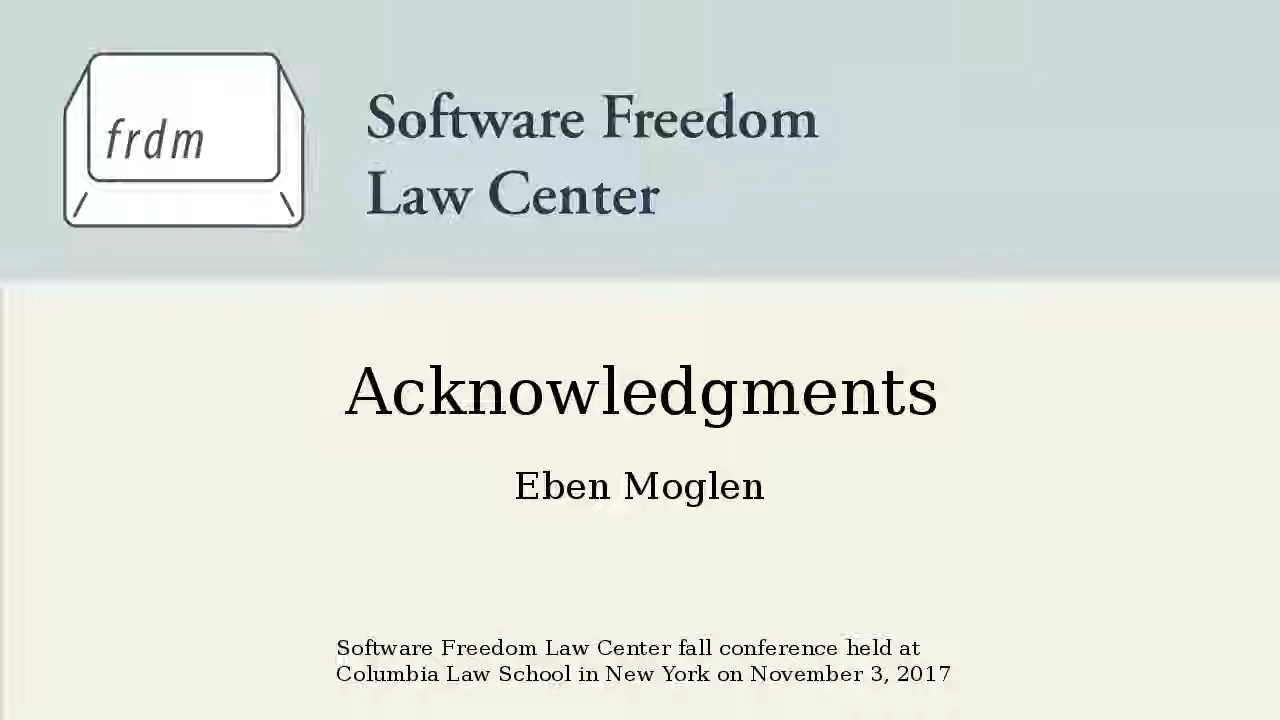 frdm
Software Freedom
Law Center
Acknowledgments
Eben Moglen
Software Freedom Law Center fall conference held at
Columbia Law School in New York on November 3, 2017